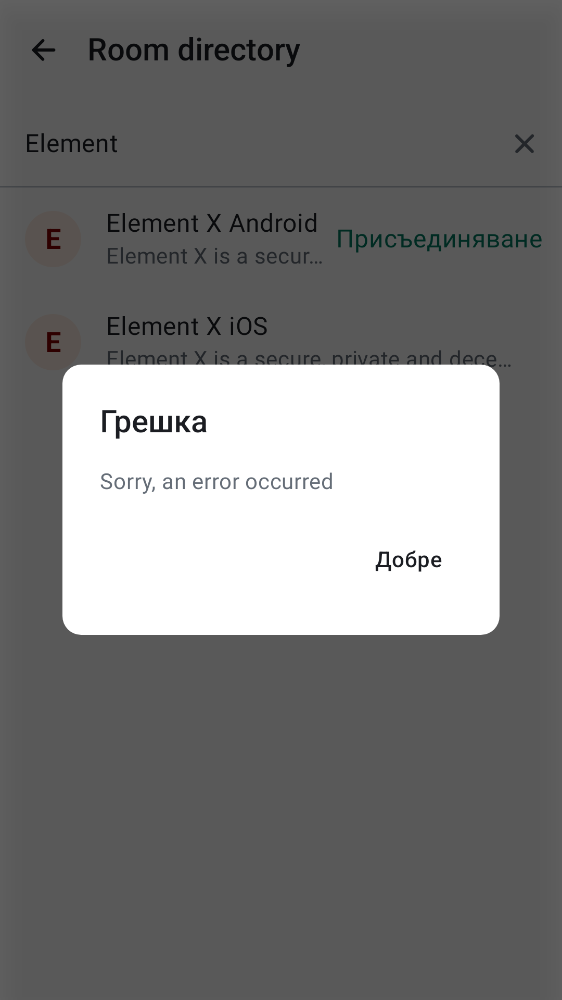 Room directory
Element
E
Element X Android
Присъединяване
Element X is a secur…
E
Element X iOS
Element X is a secure, private and dece…
Грешка
Sorry, an error occurred
Добре